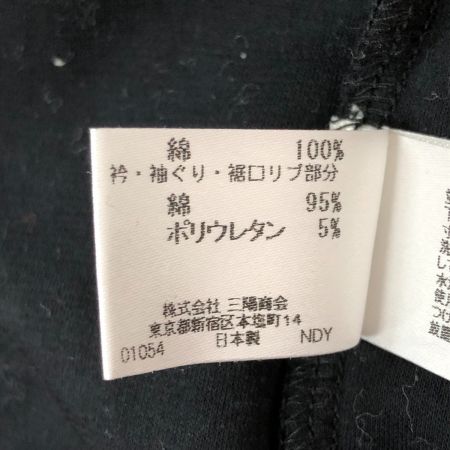 綿 100%
衿・袖ぐり・裾口リブ部分
綿 95%
ポリウレタン 5%
株式会社 三陽商会
東京都新宿区本塩町14
01054 日本製 NDY